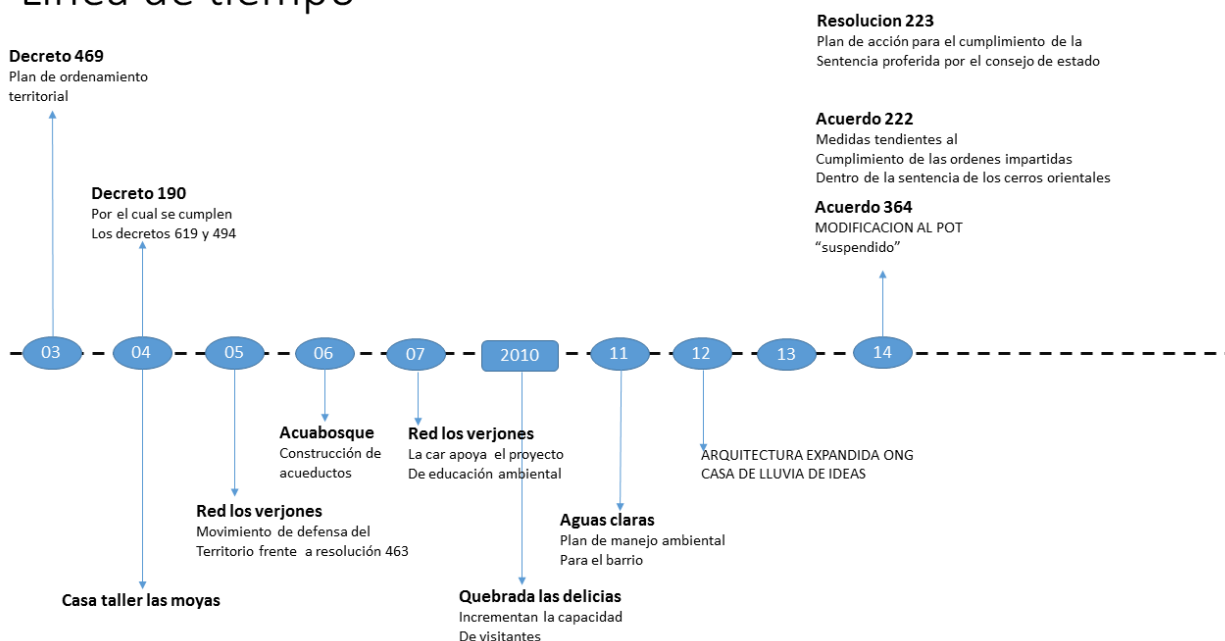 Linea de tiempo
Resolucion 223
Plan de acción para el cumplimiento de la
Sentencia proferida por el consejo de estado
Decreto 469
Plan de ordenamiento
territorial
Acuerdo 222
Medidas tendientes al
Cumplimiento de las ordenes impartidas
Dentro de la sentencia de los cerros orientales
Decreto 190
Por el cual se cumplen
Los decretos 619 y 494
Acuerdo 364
MODIFICACION AL POT
“suspendido”
03
04
05
06
07
2010
11
12
13
14
Acuabosque
Construcción de
acueductos
Red los verjones
La car apoya el proyecto
De educación ambiental
ARQUITECTURA EXPANDIDA ONG
CASA DE LLUVIA DE IDEAS
Red los verjones
Movimiento de defensa del
Territorio frente a resolución 463
Aguas claras
Plan de manejo ambiental
Para el barrio
Casa taller las moyas
Quebrada las delicias
Incrementan la capacidad
De visitantes